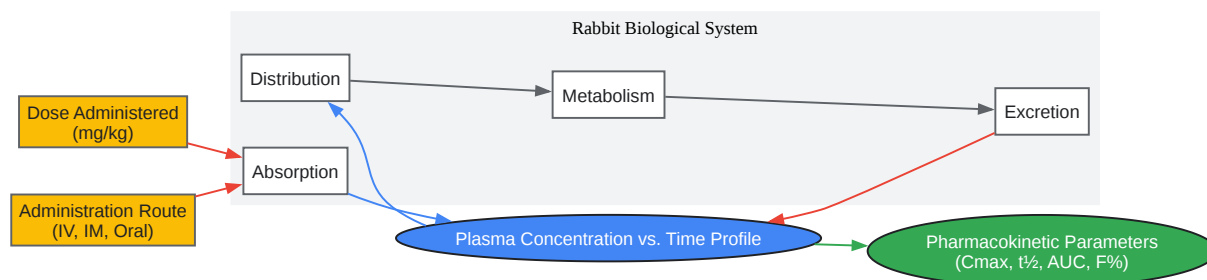 Rabbit Biological System
Distribution
Metabolism
Excretion
Dose Administered
(mg/kg)
Absorption
Administration Route
(IV, IM, Oral)
Plasma Concentration vs. Time Profile
Pharmacokinetic Parameters
(Cmax, t½, AUC, F%)